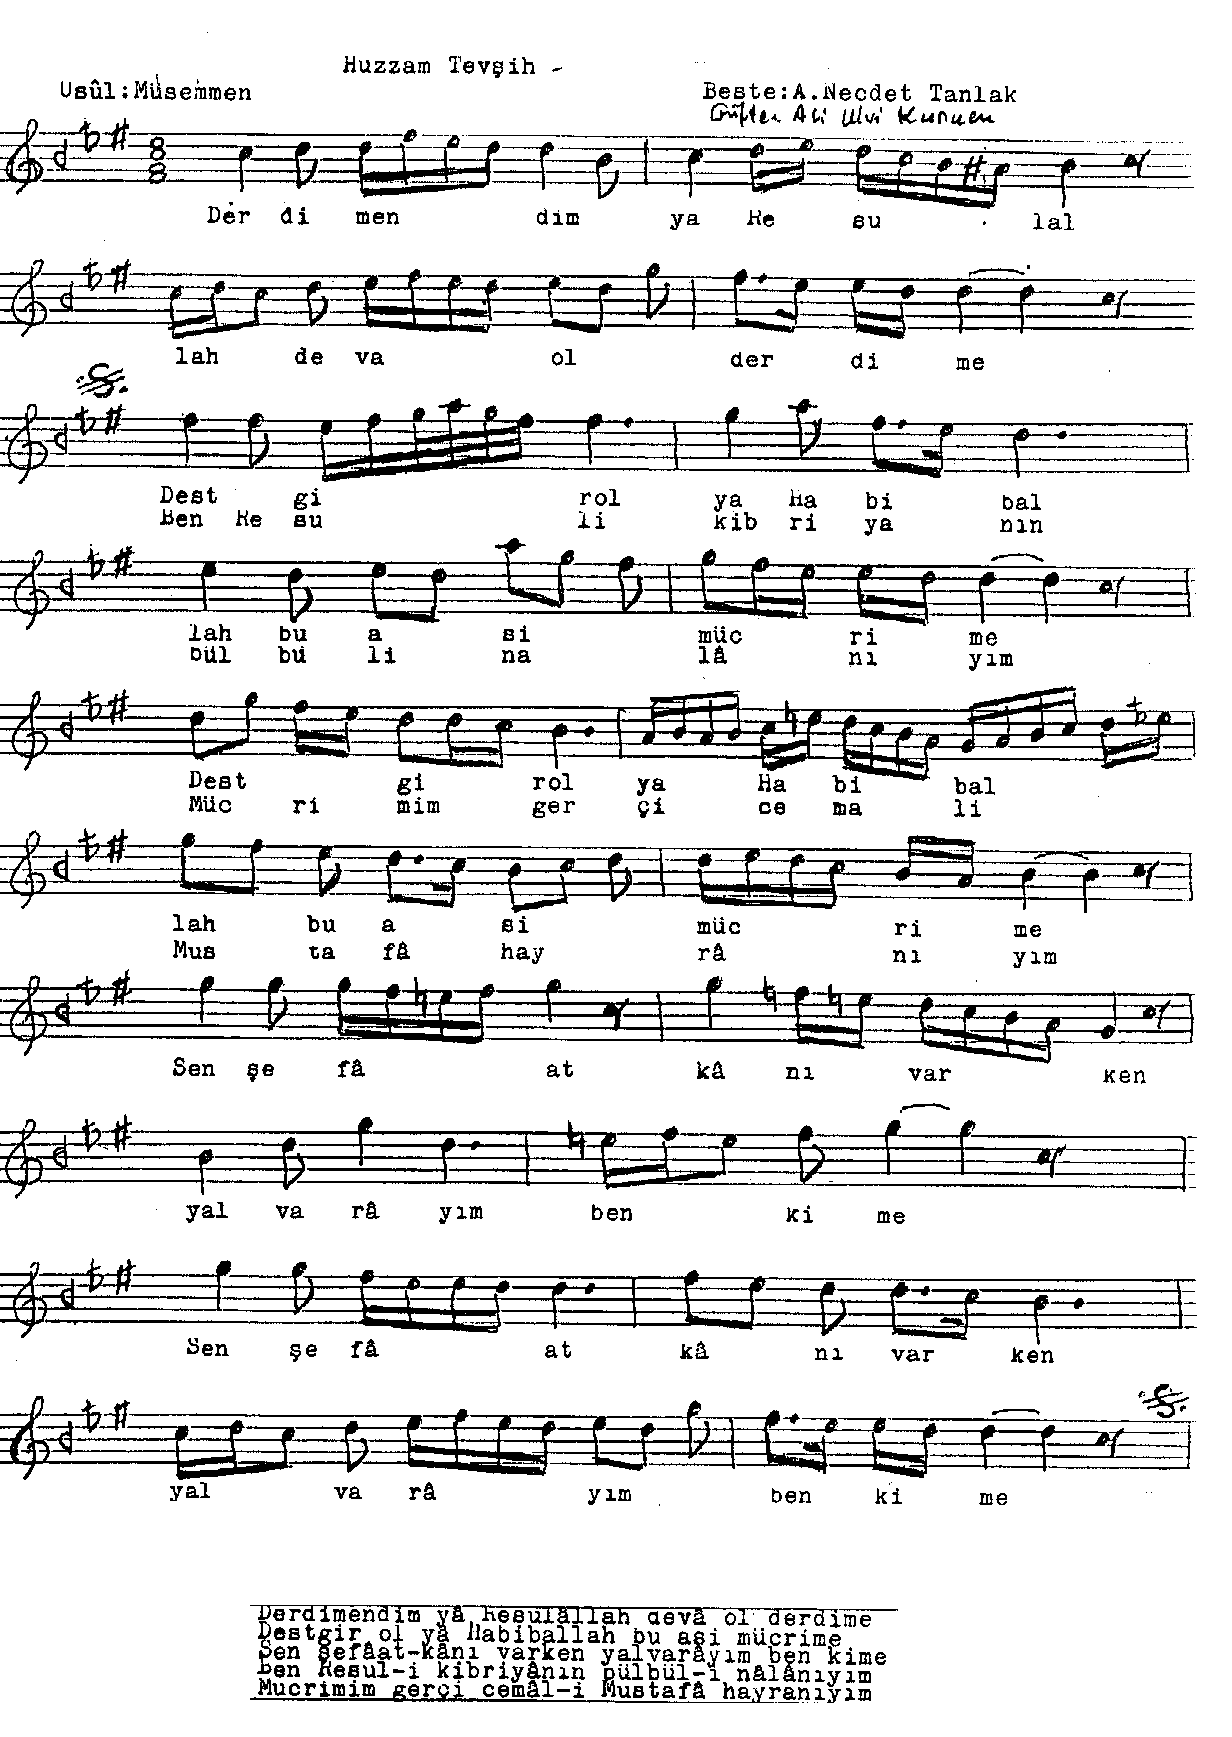 Huzzam Tevşih -
Usûl:Müsemmen
Beste:A.Necdet Tanlak
Güfte: Ali Ulvi Kurucu
8
8
Der di men dim ya Re su . lal
lah de va ol der di me
Dest gi rol ya Ha bi bal
Ben Re su li kib ri ya nın
lah bu a si müc ri me
bül bü li na lâ nı yım
Dest gi rol ya Ha bi bal
Müc ri mim ger çi ce ma li
lah bu a si müc ri me
Mus ta fâ hay râ nı yım
Sen şe fâ at kâ nı var ken
yal va râ yım ben ki me
Sen şe fâ at kâ nı var ken
yal va râ yım ben ki me
Derdimendim yâ Resulâllah devâ ol derdime
Destgir ol yâ Habiballah bu asi mücrime
Sen şefâat-kânı varken yalvarâyım ben kime
Ben Resul-i kibriyânın bülbül-i nâlânıyım
Mucrimim gerçi cemâl-i Mustafâ hayranıyım